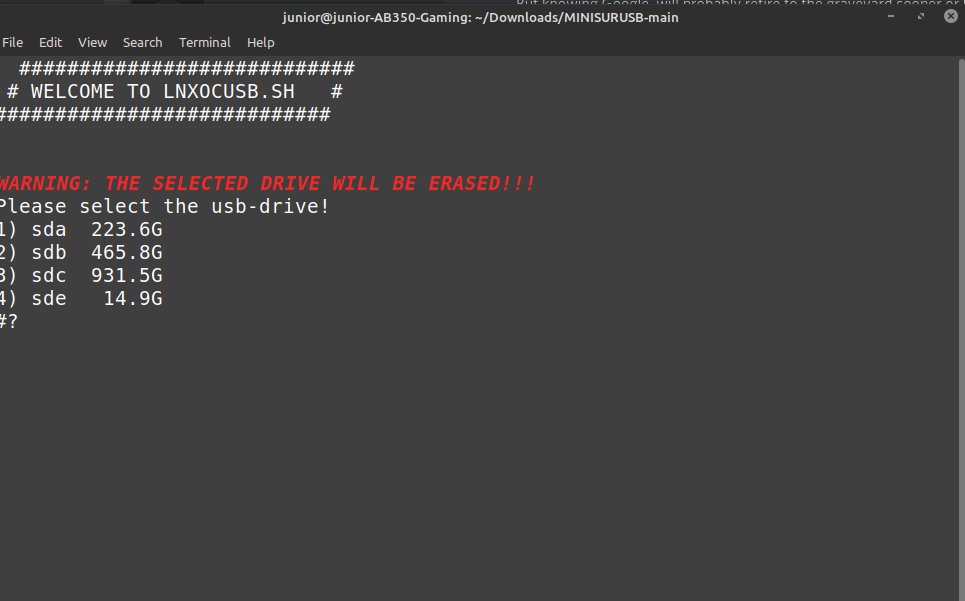 But knowing Google, will probably retire to the graveyard sooner or
junior@junior-AB350-Gaming: ~/Downloads/MINISURUSB-main
File Edit View Search Terminal Help
############################
# WELCOME TO LNXOCUSB.SH #
############################
WARNING: THE SELECTED DRIVE WILL BE ERASED!!!
Please select the usb-drive!
1) sda 223.6G
2) sdb 465.8G
3) sdc 931.5G
4) sde 14.9G
#?